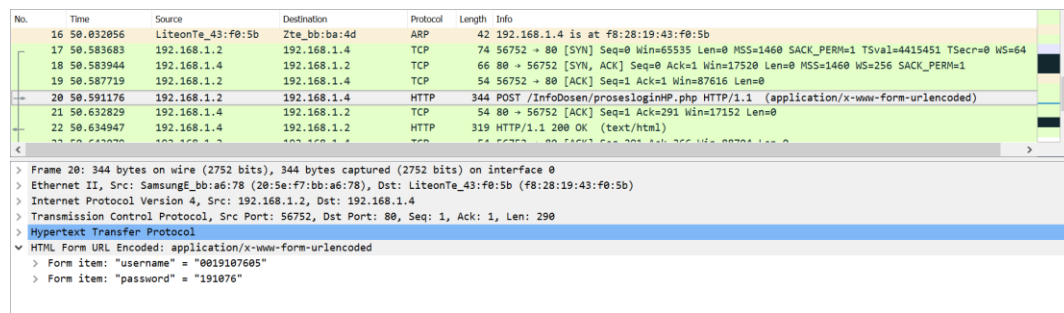 No. Time Source Destination Protocol Length Info
16 50.032056 LiteonTe_43:f0:5b Zte_bb:ba:4d ARP 42 192.168.1.4 is at f8:28:19:43:f0:5b
17 50.583683 192.168.1.2 192.168.1.4 TCP 74 56752 → 80 [SYN] Seq=0 Win=65535 Len=0 MSS=1460 SACK_PERM=1 TSval=4415451 TSecr=0 WS=64
18 50.583944 192.168.1.4 192.168.1.2 TCP 66 80 → 56752 [SYN, ACK] Seq=0 Ack=1 Win=17520 Len=0 MSS=1460 WS=256 SACK_PERM=1
19 50.587719 192.168.1.2 192.168.1.4 TCP 54 56752 → 80 [ACK] Seq=1 Ack=1 Win=87616 Len=0
20 50.591176 192.168.1.2 192.168.1.4 HTTP 344 POST /InfoDosen/prosesloginHP.php HTTP/1.1 (application/x-www-form-urlencoded)
21 50.632829 192.168.1.4 192.168.1.2 TCP 54 80 → 56752 [ACK] Seq=1 Ack=291 Win=17152 Len=0
22 50.634947 192.168.1.4 192.168.1.2 HTTP 319 HTTP/1.1 200 OK (text/html)
Frame 20: 344 bytes on wire (2752 bits), 344 bytes captured (2752 bits) on interface 0
Ethernet II, Src: SamsungE_bb:a6:78 (20:5e:f7:bb:a6:78), Dst: LiteonTe_43:f0:5b (f8:28:19:43:f0:5b)
Internet Protocol Version 4, Src: 192.168.1.2, Dst: 192.168.1.4
Transmission Control Protocol, Src Port: 56752, Dst Port: 80, Seq: 1, Ack: 1, Len: 290
Hypertext Transfer Protocol
HTML Form URL Encoded: application/x-www-form-urlencoded
Form item: "username" = "0019107605"
Form item: "password" = "191076"